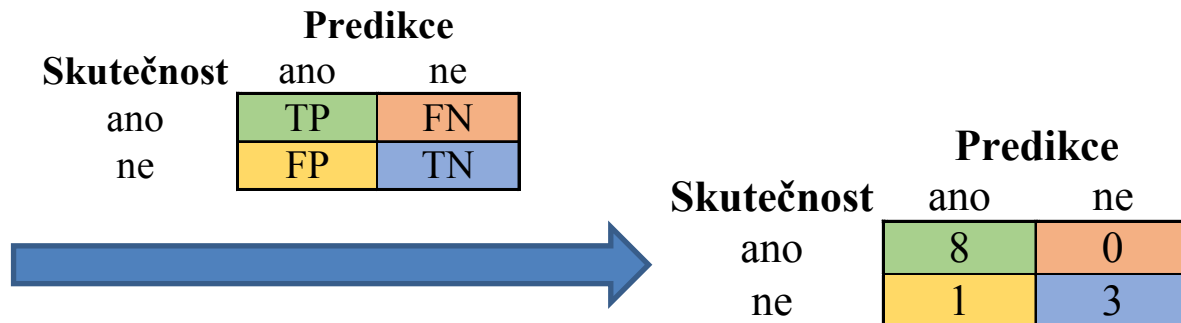 Predikce
Skutečnost ano ne
ano TP FN
ne FP TN
Predikce
Skutečnost ano ne
ano 8 0
ne 1 3